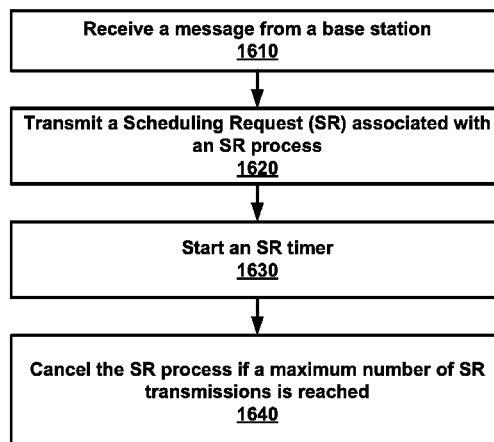 Receive a message from a base station
1610
Transmit a Scheduling Request (SR) associated with
an SR process
1620
Start an SR timer
1630
Cancel the SR process if a maximum number of SR
transmissions is reached
1640